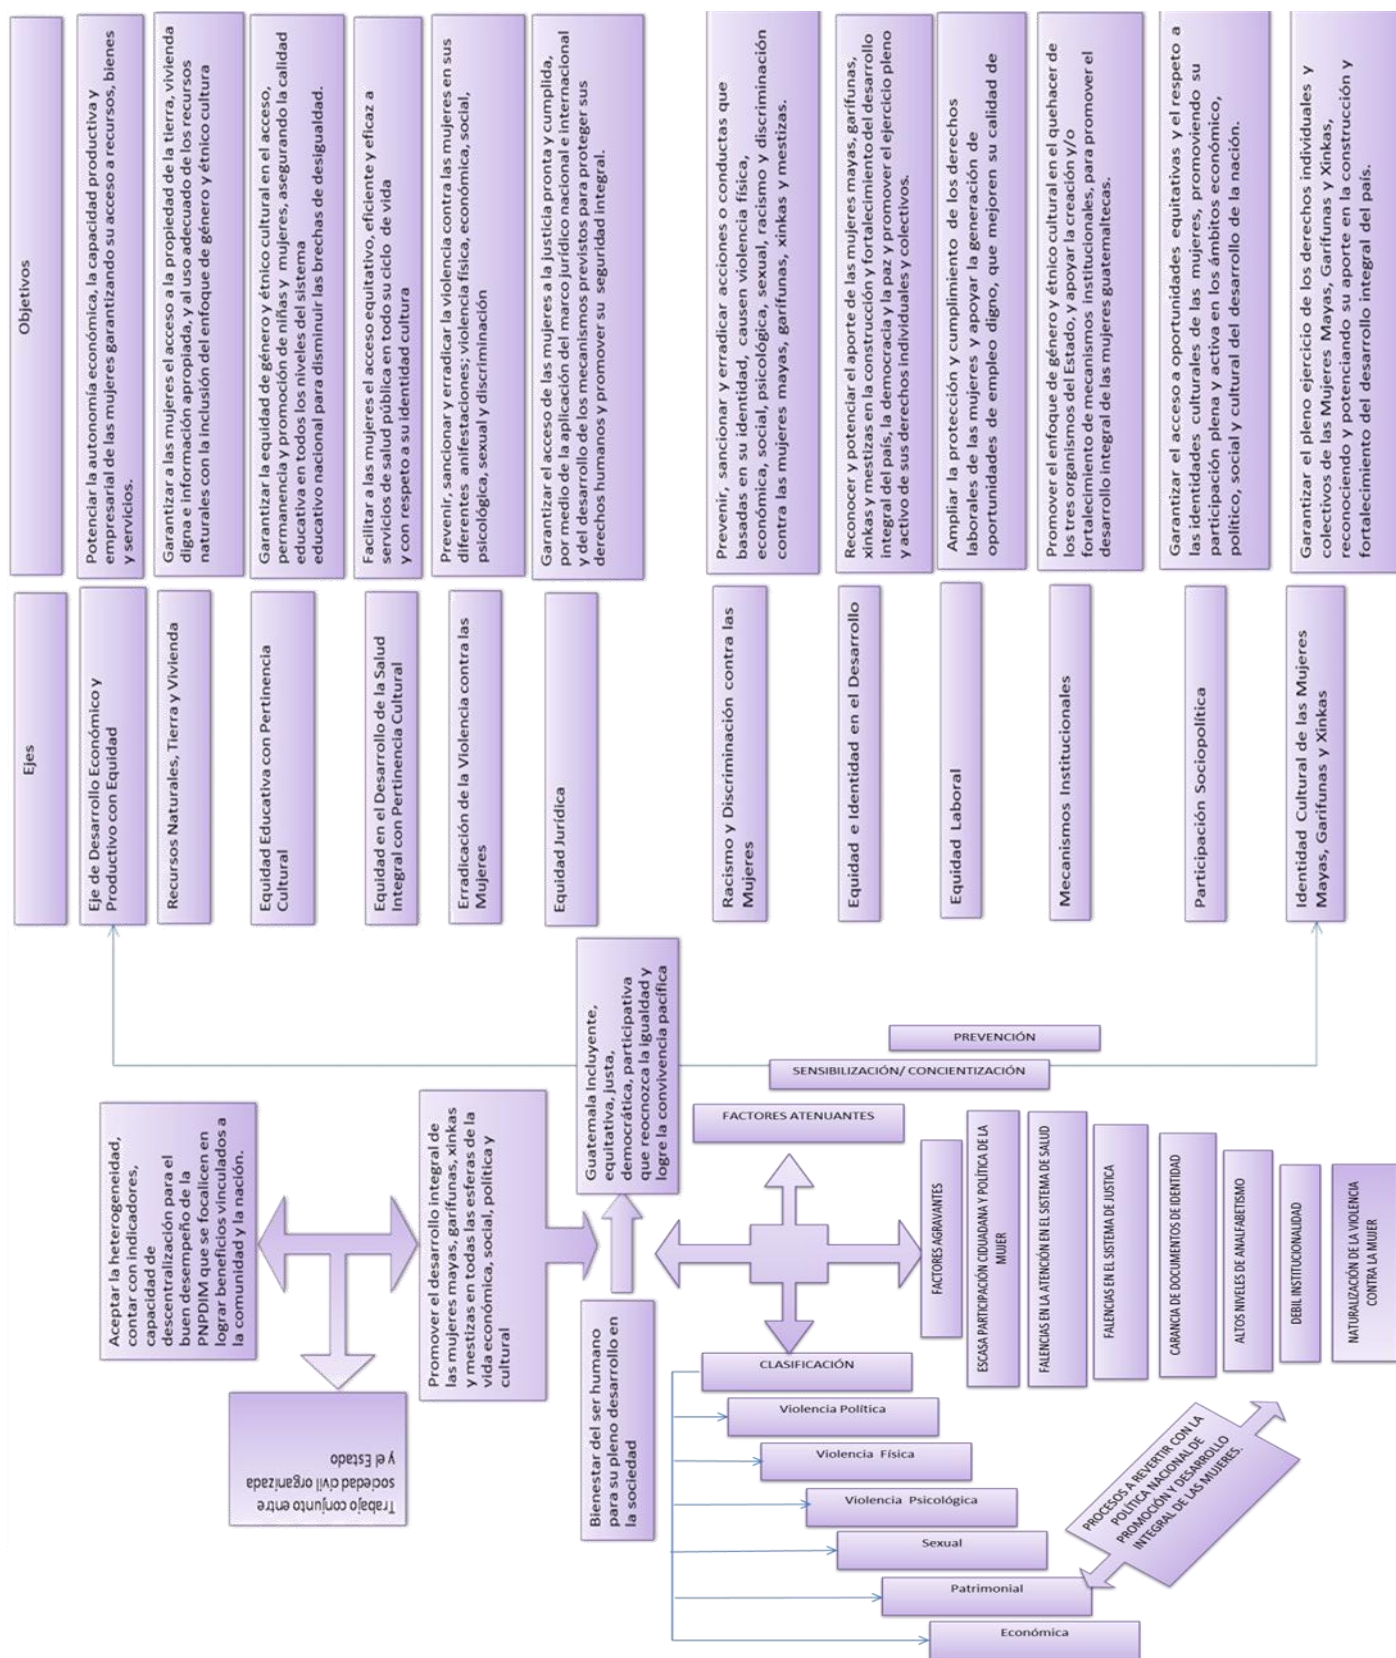 Objetivos
Potenciar la autonomía económica, la capacidad productiva y
empresarial de las mujeres garantizando su acceso a recursos, bienes
y servicios.
Garantizar a las mujeres el acceso a la propiedad de la tierra, vivienda
digna e información apropiada, y al uso adecuado de los recursos
naturales con la inclusión del enfoque de género y étnico cultura
Garantizar la equidad de género y étnico cultural en el acceso,
permanencia y promoción de niñas y mujeres, asegurando la calidad
educativa en todos los niveles del sistema
educativo nacional para disminuir las brechas de desigualdad.
Facilitar a las mujeres el acceso equitativo, eficiente y eficaz a
servicios de salud pública en todo su ciclo de vida
y con respeto a su identidad cultura
Prevenir, sancionar y erradicar la violencia contra las mujeres en sus
diferentes anifestaciones; violencia física, económica, social,
psicológica, sexual y discriminación
Garantizar el acceso de las mujeres a la justicia pronta y cumplida,
por medio de la aplicación del marco jurídico nacional e internacional
y del desarrollo de los mecanismos previstos para proteger sus
derechos humanos y promover su seguridad integral.
Prevenir, sancionar y erradicar acciones o conductas que
basadas en su identidad, causen violencia física,
económica, social, psicológica, sexual, racismo y discriminación
contra las mujeres mayas, garífunas, xinkas y mestizas.
Reconocer y potenciar el aporte de las mujeres mayas, garífunas,
xinkas y mestizas en la construcción y fortalecimiento del desarrollo
integral del país, la democracia y la paz y promover el ejercicio pleno
y activo de sus derechos individuales y colectivos.
Ampliar la protección y cumplimiento de los derechos
laborales de las mujeres y apoyar la generación de
oportunidades de empleo digno, que mejoren su calidad de
Promover el enfoque de género y étnico cultural en el quehacer de
los tres organismos del Estado, y apoyar la creación y/o
fortalecimiento de mecanismos institucionales, para promover el
desarrollo integral de las mujeres guatemaltecas.
Garantizar el acceso a oportunidades equitativas y el respeto a
las identidades culturales de las mujeres, promoviendo su
participación plena y activa en los ámbitos económico,
político, social y cultural del desarrollo de la nación.
Garantizar el pleno ejercicio de los derechos individuales y
colectivos de las Mujeres Mayas, Garífunas y Xinkas,
reconociendo y potenciando su aporte en la construcción y
fortalecimiento del desarrollo integral del país.
Ejes
Eje de Desarrollo Económico y
Productivo con Equidad
Recursos Naturales, Tierra y Vivienda
Equidad Educativa con Pertinencia
Cultural
Equidad en el Desarrollo de la Salud
Integral con Pertinencia Cultural
Erradicación de la Violencia contra las
Mujeres
Equidad Jurídica
Racismo y Discriminación contra las
Mujeres
Equidad e Identidad en el Desarrollo
Equidad Laboral
Mecanismos Institucionales
Participación Sociopolítica
Identidad Cultural de las Mujeres
Mayas, Garífunas y Xinkas
PREVENCIÓN
SENSIBILIZACIÓN/ CONCIENTIZACIÓN
FACTORES ATENUANTES
Guatemala Incluyente,
equitativa, justa,
democrática, participativa
que reocnozca la igualdad y
logre la convivencia pacífica
Aceptar la heterogeneidad,
contar con indicadores,
capacidad de
descentralización para el
buen desempeño de la
PNPDIM que se focalicen en
lograr beneficios vinculados a
la comunidad y la nación.
Promover el desarrollo integral de
las mujeres mayas, garífunas, xinkas
y mestizas en todas las esferas de la
vida económica, social, política y
cultural
Trabajo conjunto entre
sociedad civil organizada
y el Estado
Bienestar del ser humano
para su pleno desarrollo en
la sociedad
FACTORES AGRAVANTES
ESCASA PARTICIPACIÓN CIDUADANA Y POLÍTICA DE LA
MUJER
FALENCIAS EN LA ATENCIÓN EN EL SISTEMA DE SALUD
FALENCIAS EN EL SISTEMA DE JUSTICA
CARANCIA DE DOCUMENTOS DE IDENTIDAD
ALTOS NIVELES DE ANALFABETISMO
DEBIL INSTITUCIONALIDAD
NATURALIZACIÓN DE LA VIOLENCIA
CONTRA LA MUJER
CLASIFICACIÓN
Violencia Política
Violencia Física
Violencia Psicológica
Sexual
Patrimonial
Económica
PROCESOS A REVERTIR CON LA
POLÍTICA NACIONAL DE
PROMOCIÓN Y DESARROLLO
INTEGRAL DE LAS MUJERES.